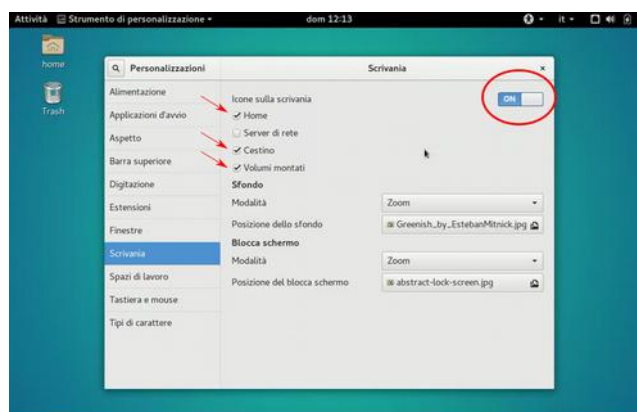 Attività Strumento di personalizzazione dom 12:13 it
home
Trash
Personalizzazioni Scrivania
Alimentazione
Applicazioni d'avvio
Aspetto
Barra superiore
Digitazione
Estensioni
Finestre
Scrivania
Spazi di lavoro
Tastiera e mouse
Tipi di carattere
Icone sulla scrivania ON
Home
Server di rete
Cestino
Volumi montati
Sfondo
Modalità Zoom
Posizione dello sfondo Greenish_by_EstebanMitnick.jpg
Blocca schermo
Modalità Zoom
Posizione del blocca schermo abstract-lock-screen.jpg